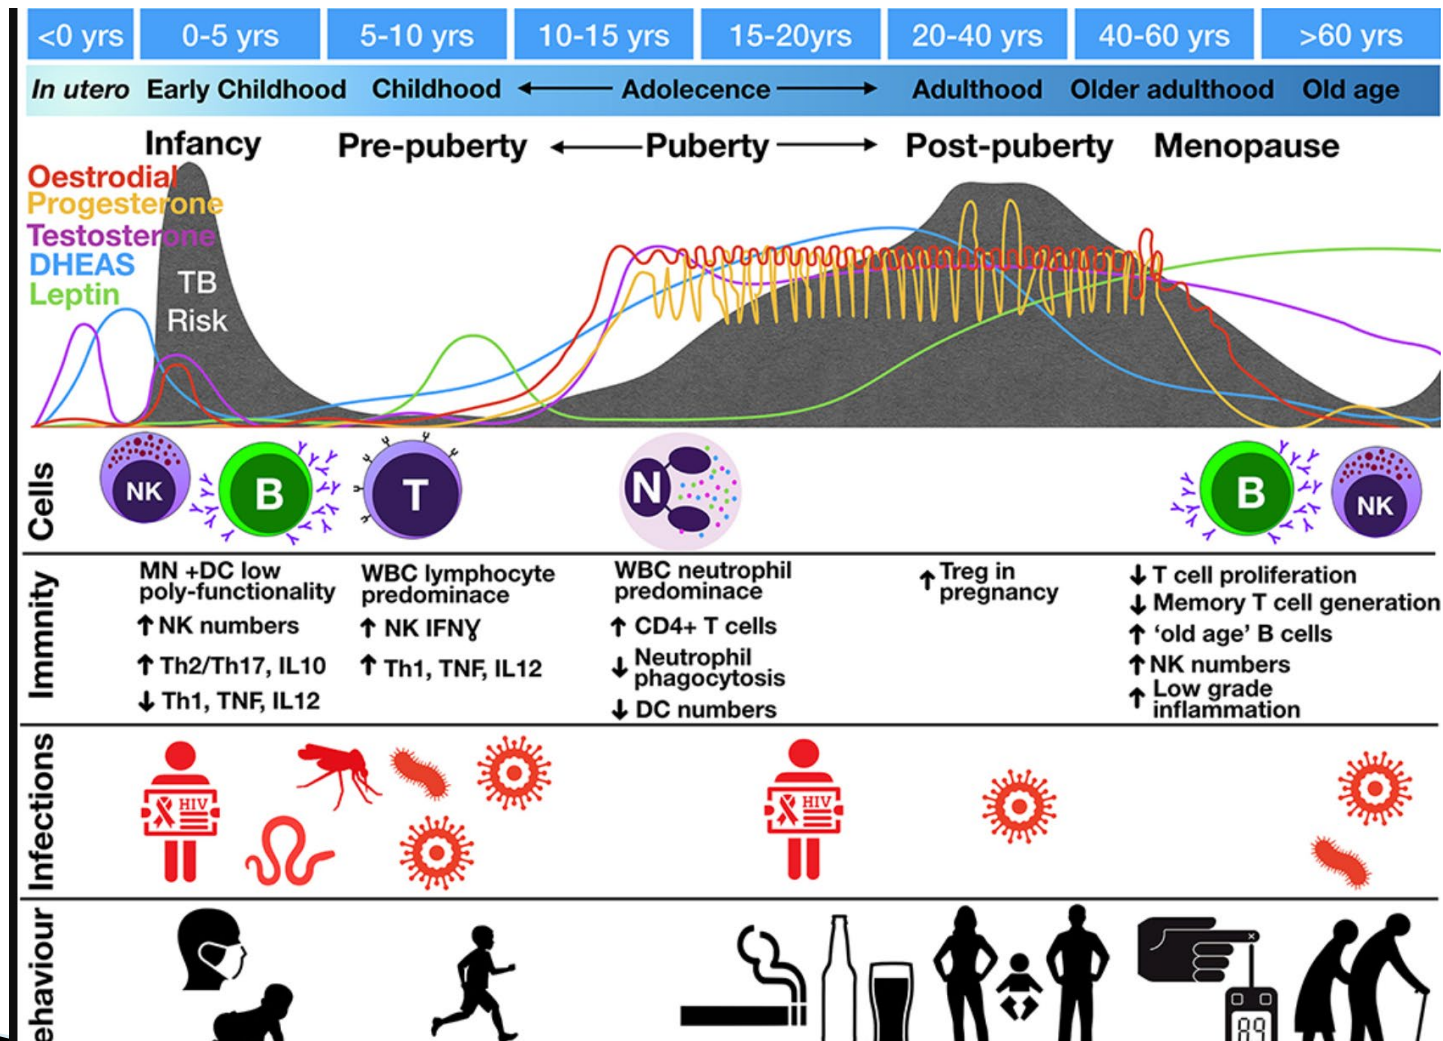 <0 yrs
0-5 yrs
5-10 yrs
10-15 yrs
15-20yrs
20-40 yrs
40-60 yrs
>60 yrs
In utero
Early Childhood
Childhood
Adolecence
Adulthood
Older adulthood
Old age
Infancy
Pre-puberty
Puberty
Post-puberty
Menopause
Oestrodial
Progesterone
Testosterone
DHEAS
Leptin
TB
Risk
Cells
NK
B
T
N
B
NK
Immnity
MN +DC low
poly-functionality
↑ NK numbers
↑ Th2/Th17, IL10
↓ Th1, TNF, IL12
WBC lymphocyte
predominace
↑ NK IFNɣ
↑ Th1, TNF, IL12
WBC neutrophil
predominace
↑ CD4+ T cells
↓ Neutrophil
phagocytosis
↓ DC numbers
↑ Treg in
pregnancy
↓ T cell proliferation
↓ Memory T cell generation
↑ ‘old age’ B cells
↑ NK numbers
↑ Low grade
inflammation
Infections
HIV
HIV
ehaviour
89